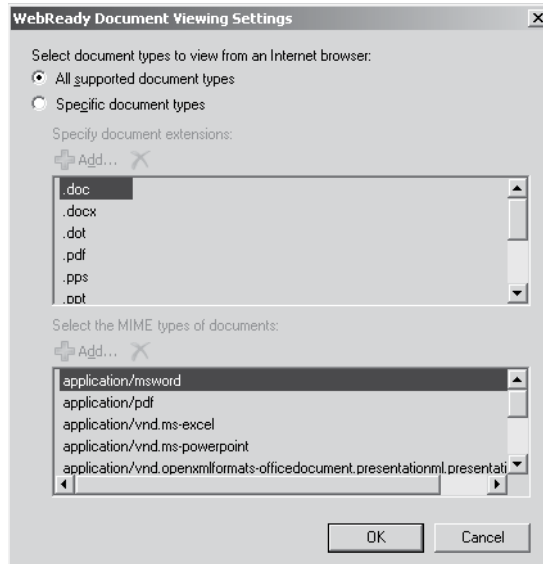 WebReady Document Viewing Settings
Select document types to view from an Internet browser:
All supported document types
Specific document types
Specify document extensions:
Add...
.doc
.docx
.dot
.pdf
.pps
.ppt
Select the MIME types of documents:
Add...
application/msword
application/pdf
application/vnd.ms-excel
application/vnd.ms-powerpoint
application/vnd.openxmlformats-officedocument.presentationml.presentati
OK Cancel